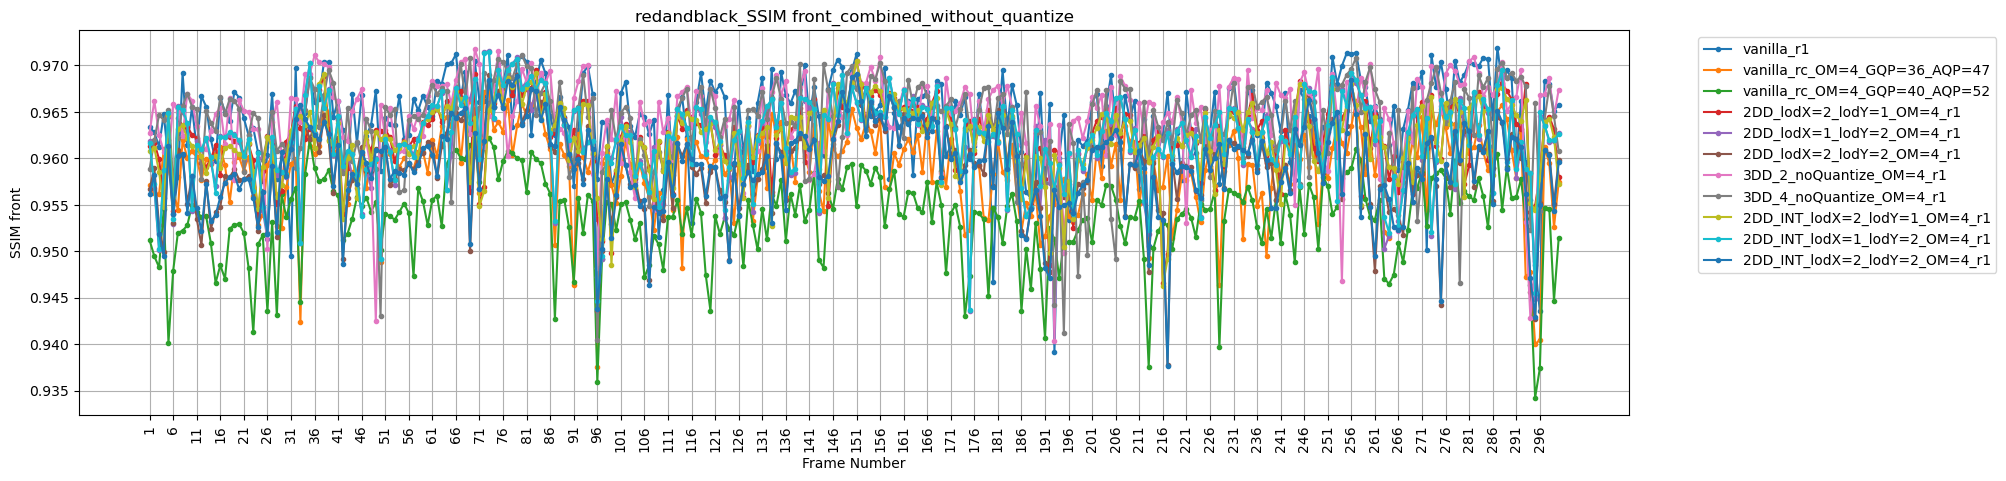 redandblack_SSIM front_combined_without_quantize
SSIM front
0.970
0.965
0.960
0.955
0.950
0.945
0.940
0.935
1 6 11 16 21 26 31 36 41 46 51 56 61 66 71 76 81 86 91 96 101 106 111 116 121 126 131 136 141 146 151 156 161 166 171 176 181 186 191 196 201 206 211 216 221 226 231 236 241 246 251 256 261 266 271 276 281 286 291 296
Frame Number
vanilla_r1
vanilla_rc_OM=4_GQP=36_AQP=47
vanilla_rc_OM=4_GQP=40_AQP=52
2DD_lodX=2_lodY=1_OM=4_r1
2DD_lodX=1_lodY=2_OM=4_r1
2DD_lodX=2_lodY=2_OM=4_r1
3DD_2_noQuantize_OM=4_r1
3DD_4_noQuantize_OM=4_r1
2DD_INT_lodX=2_lodY=1_OM=4_r1
2DD_INT_lodX=1_lodY=2_OM=4_r1
2DD_INT_lodX=2_lodY=2_OM=4_r1